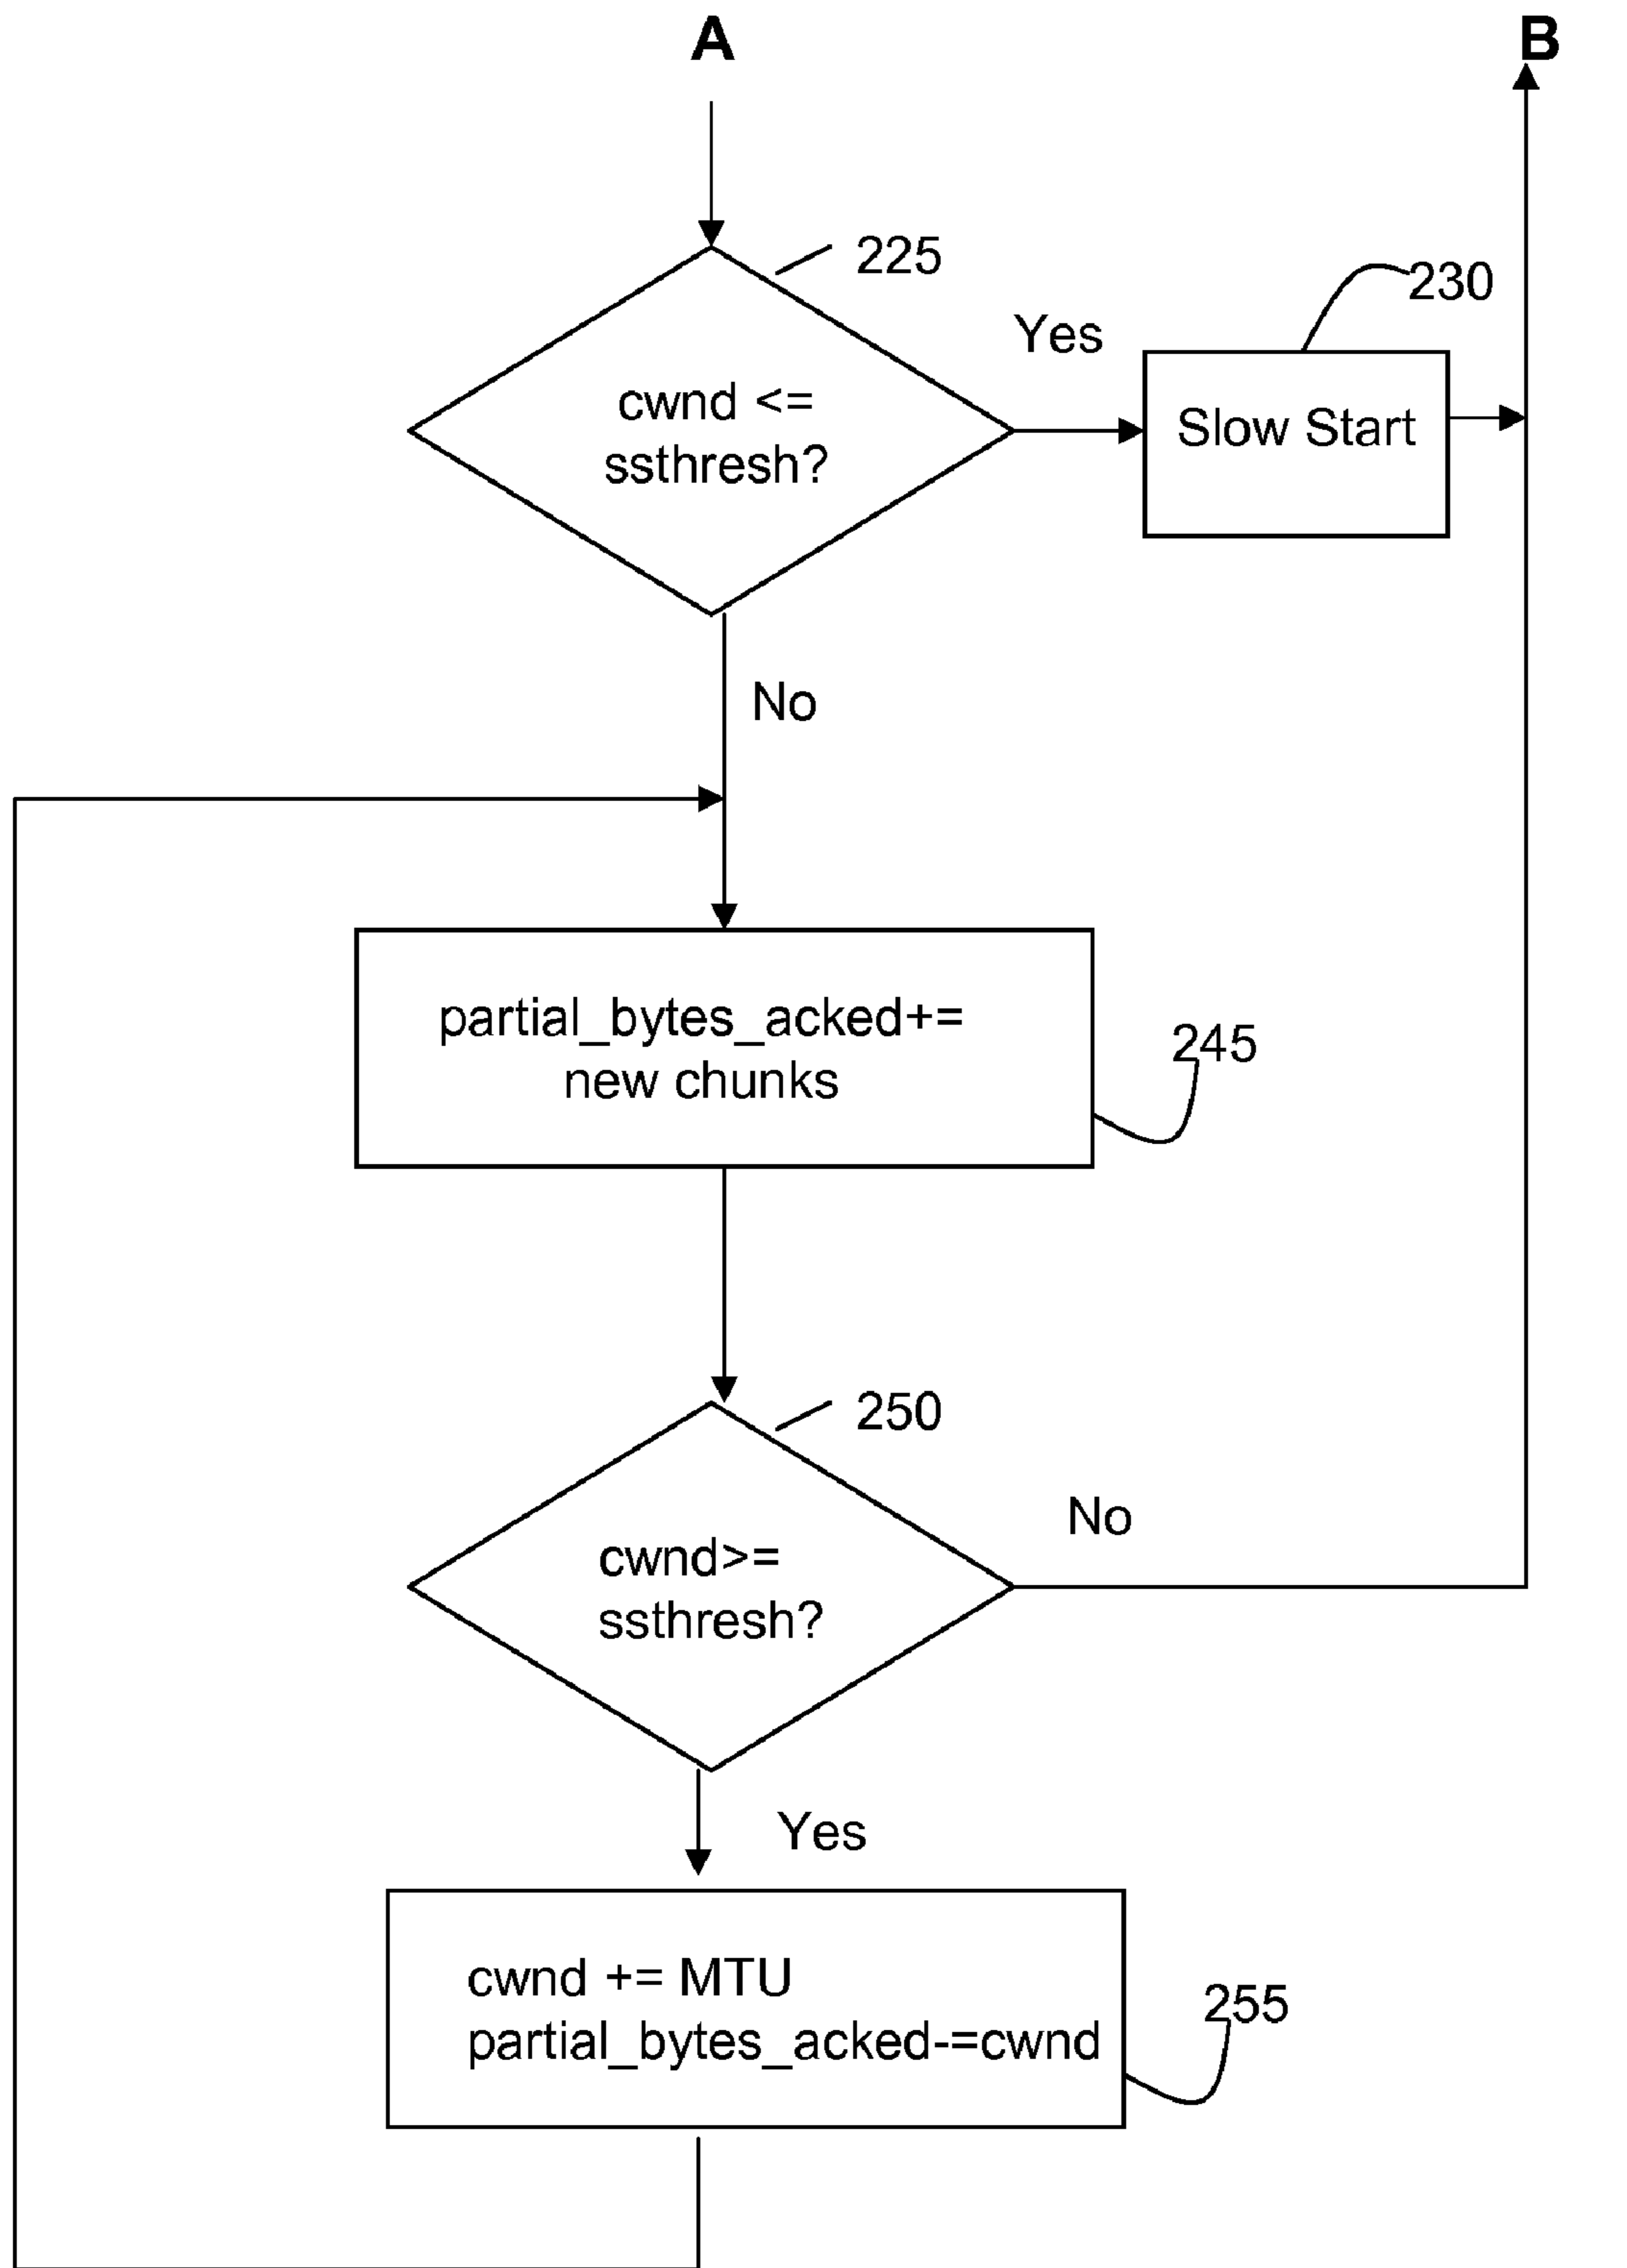 A
B
225
230
Yes
cwnd <=
ssthresh?
Slow Start
No
partial_bytes_acked+=
new chunks
245
250
cwnd>=
ssthresh?
No
Yes
cwnd += MTU
partial_bytes_acked-=cwnd
255